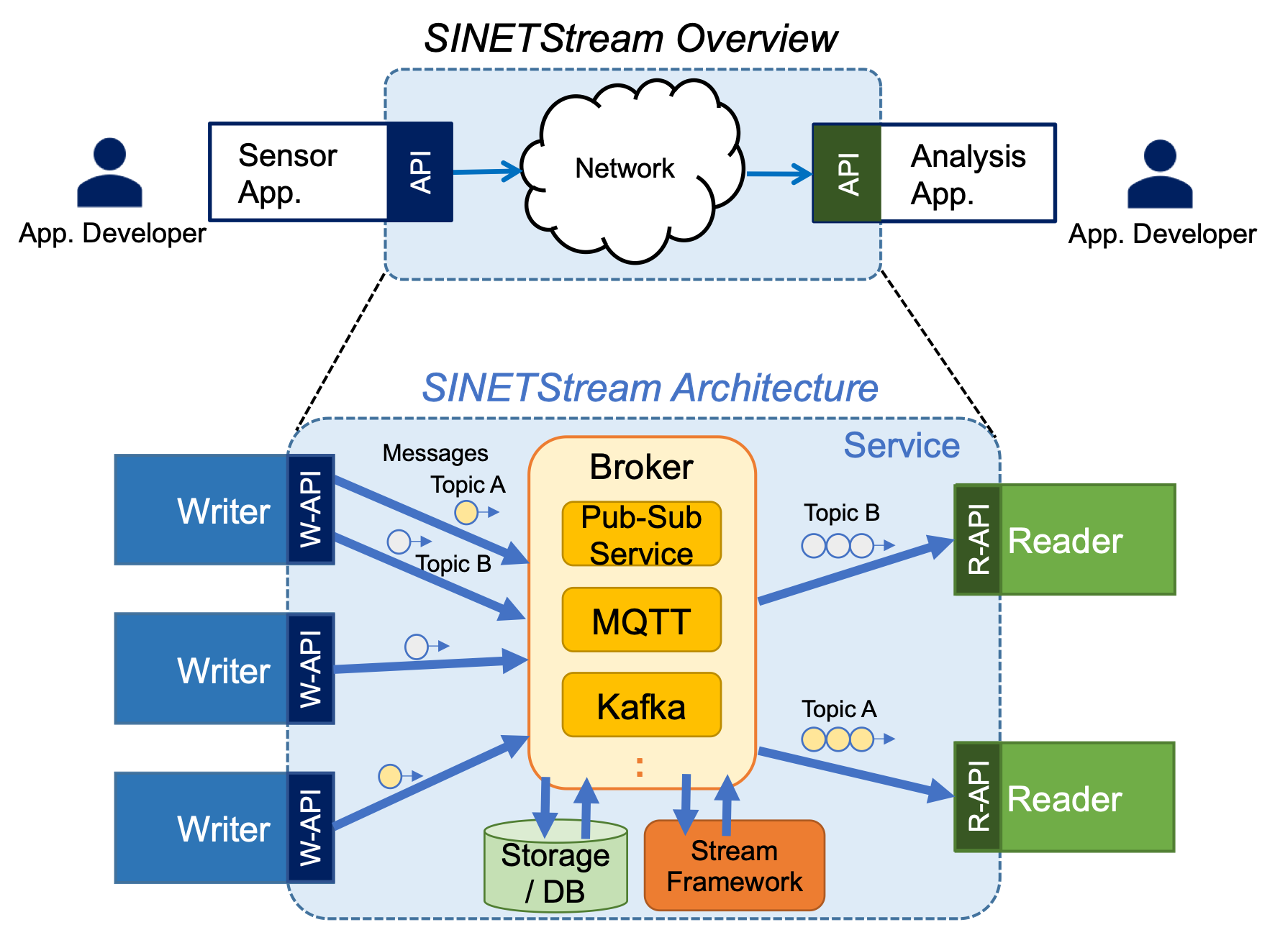 SINETStream Overview
Sensor
App.
API
Network
API
Analysis
App.
App. Developer
App. Developer
SINETStream Architecture
Service
Messages
Topic A
Topic B
Writer
W-API
Writer
W-API
Writer
W-API
Broker
Pub-Sub
Service
MQTT
Kafka
:
Storage
/ DB
Stream
Framework
Topic B
R-API
Reader
Topic A
R-API
Reader